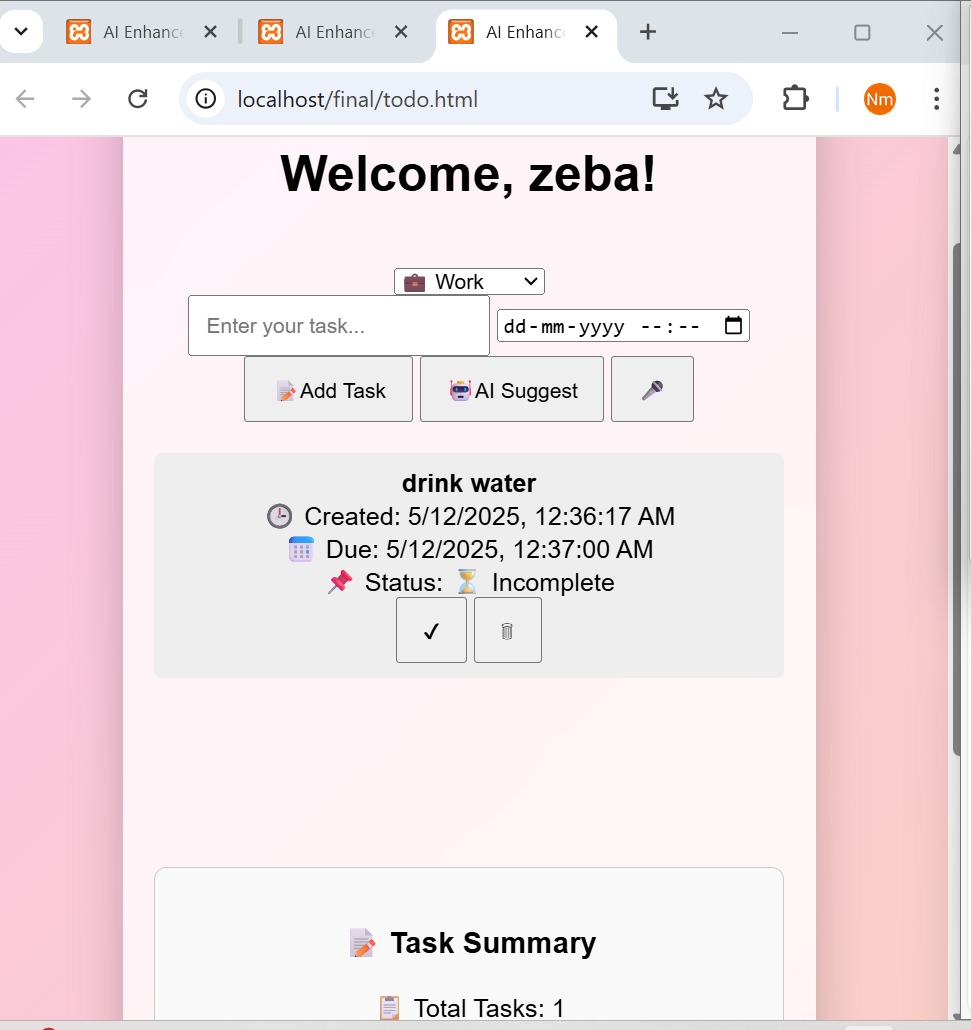 AI Enhance
AI Enhance
AI Enhanc
localhost/final/todo.html
Nm
Welcome, zeba!
Work
Enter your task...
dd-mm-yyyy --:--
Add Task
AI Suggest
drink water
Created: 5/12/2025, 12:36:17 AM
Due: 5/12/2025, 12:37:00 AM
Status: ⏳ Incomplete
Task Summary
Total Tasks: 1